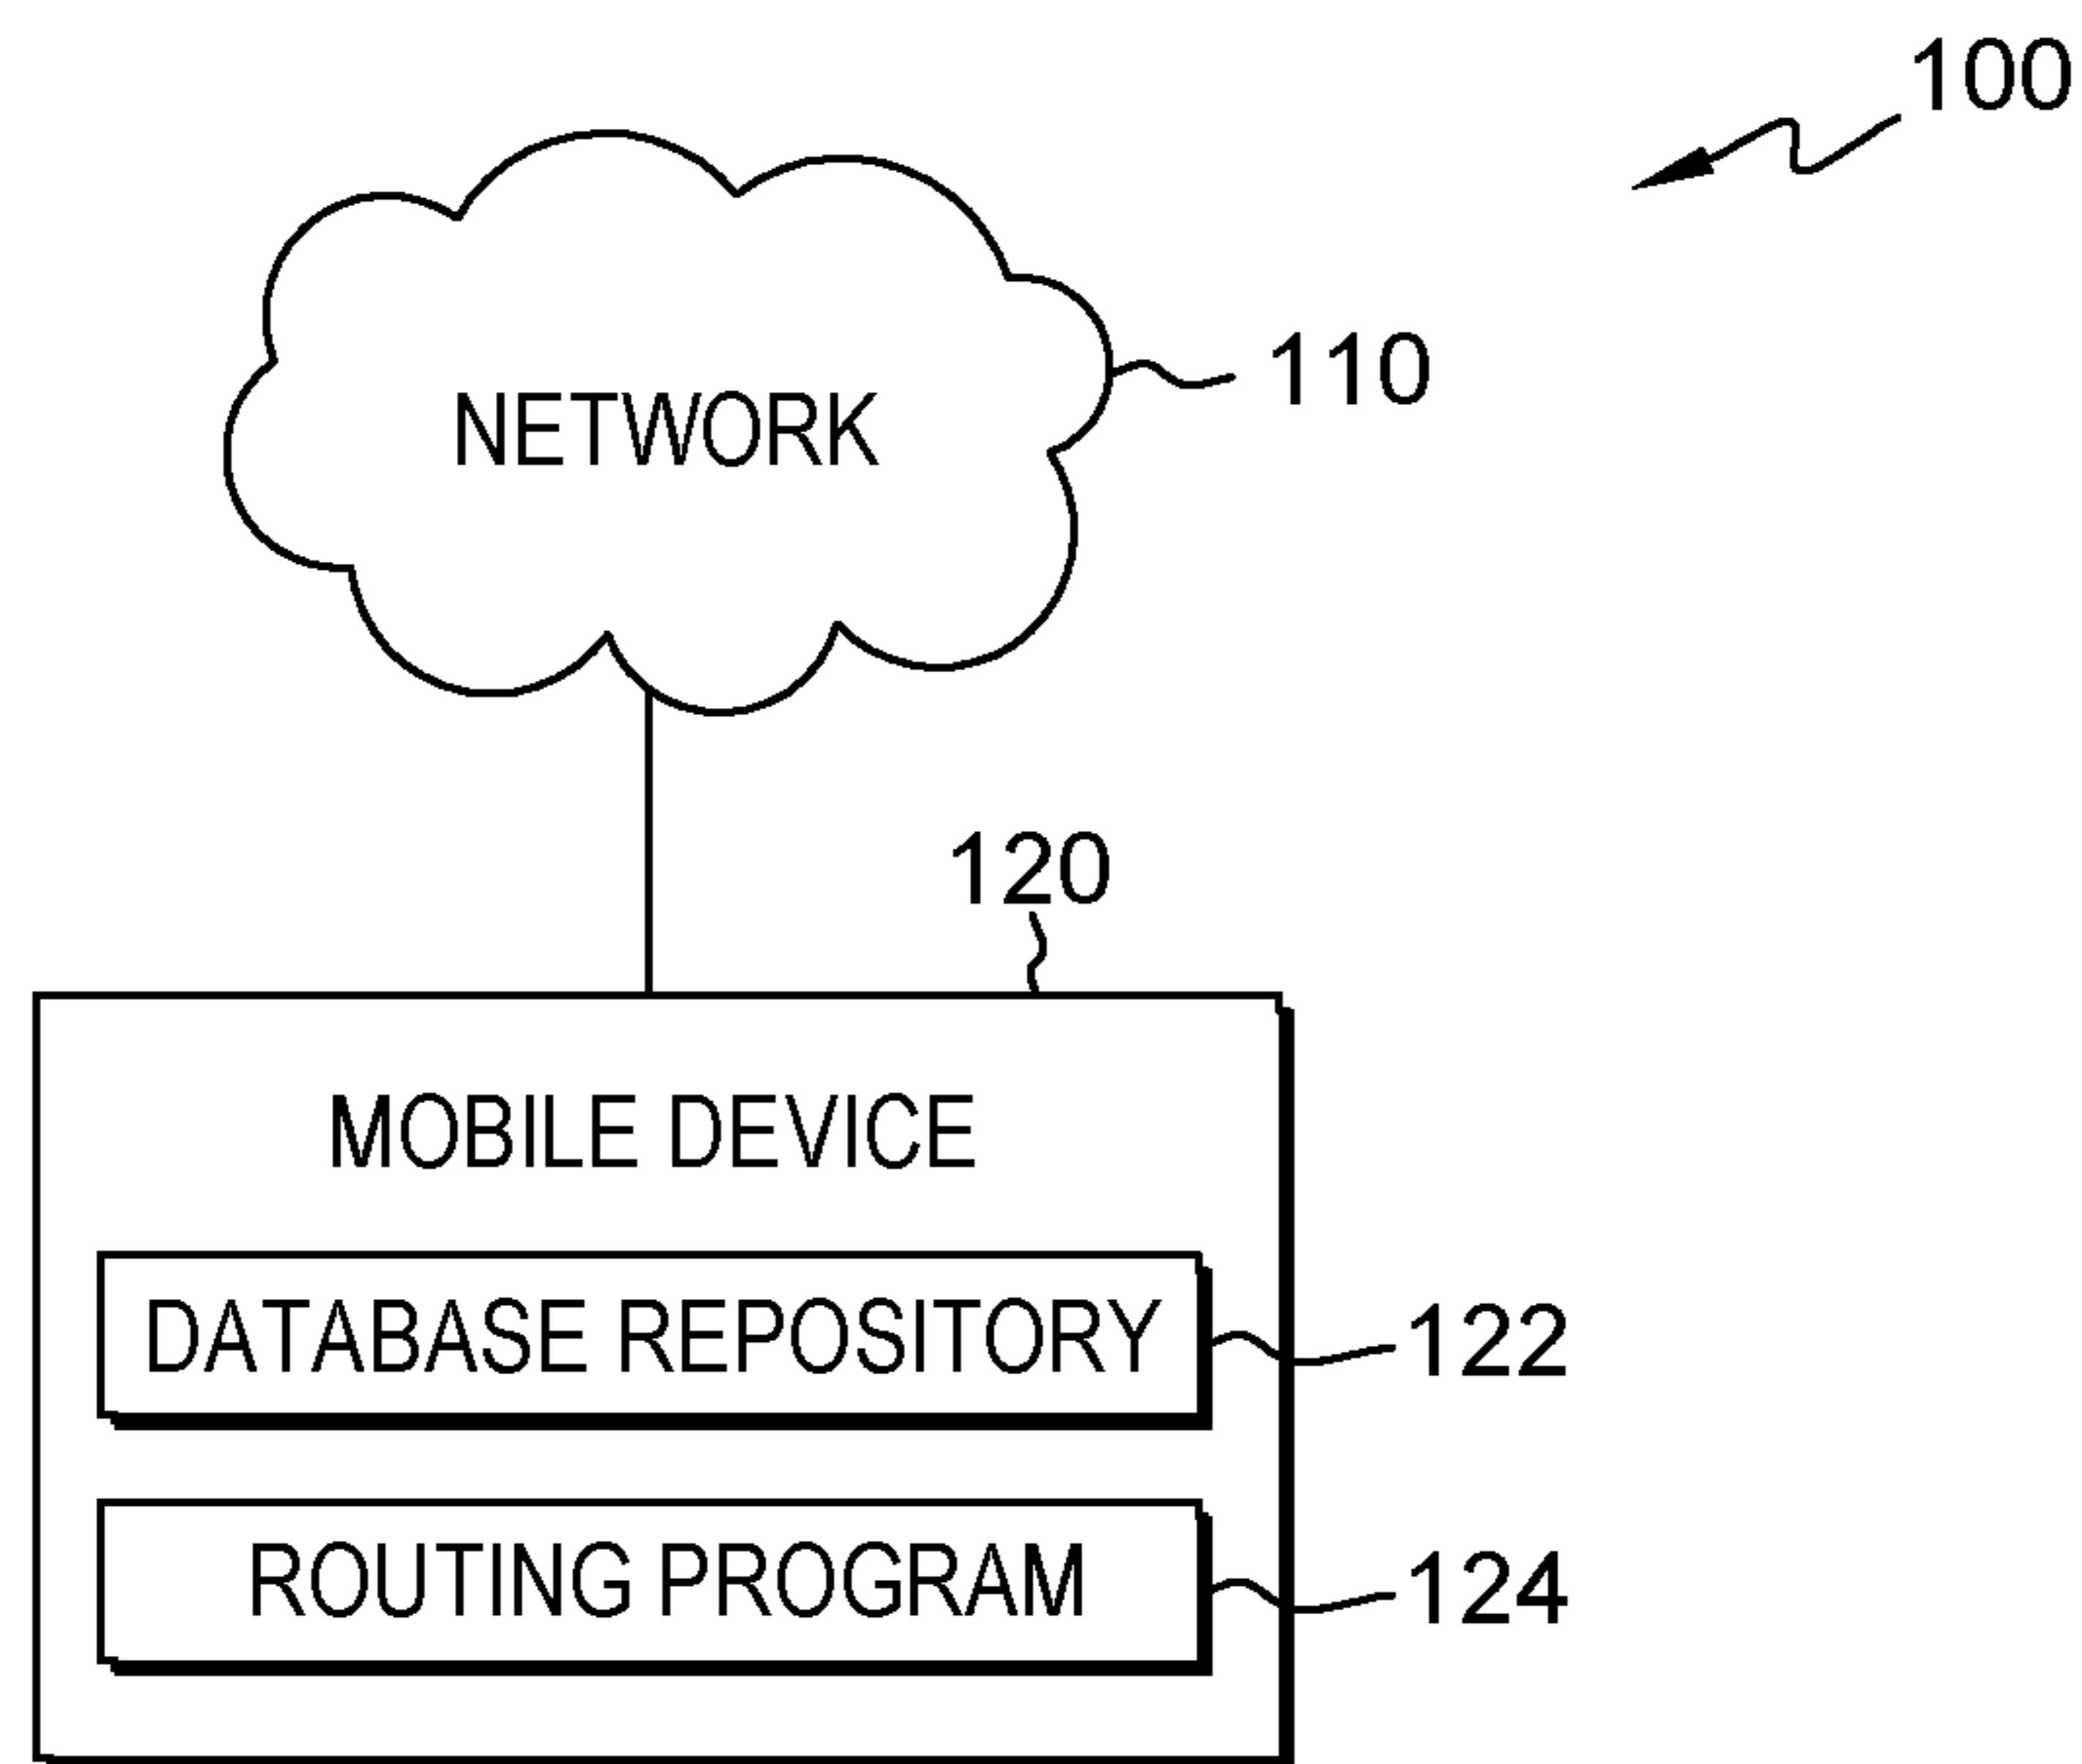 100
NETWORK
110
120
MOBILE DEVICE
DATABASE REPOSITORY
122
ROUTING PROGRAM
124